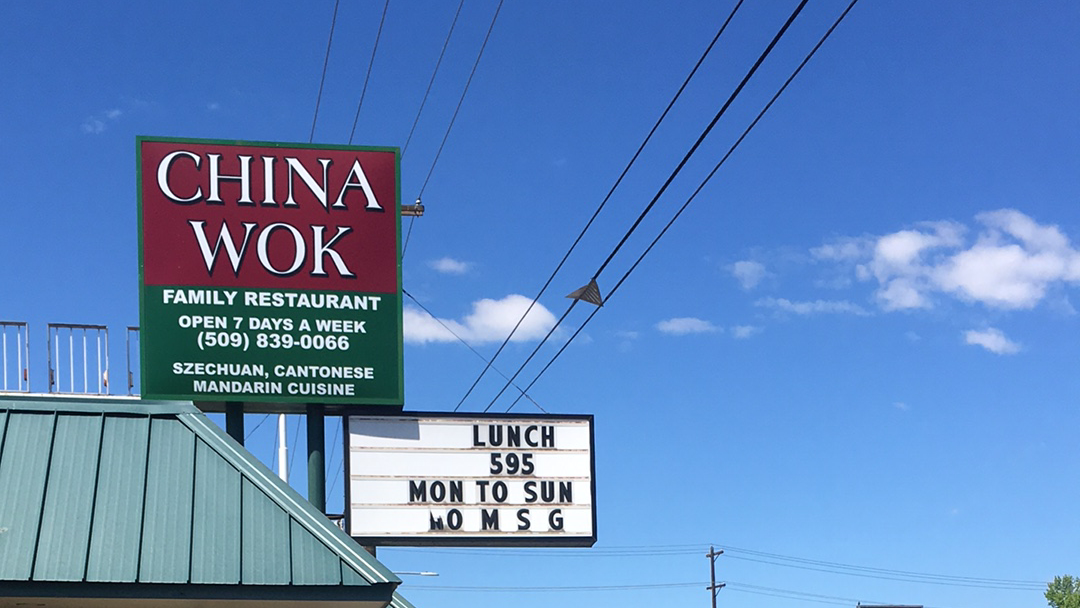 CHINA
WOK
FAMILY RESTAURANT
OPEN 7 DAYS A WEEK
(509) 839-0066
SZECHUAN, CANTONESE
MANDARIN CUISINE
LUNCH
595
MON TO SUN
NO M S G